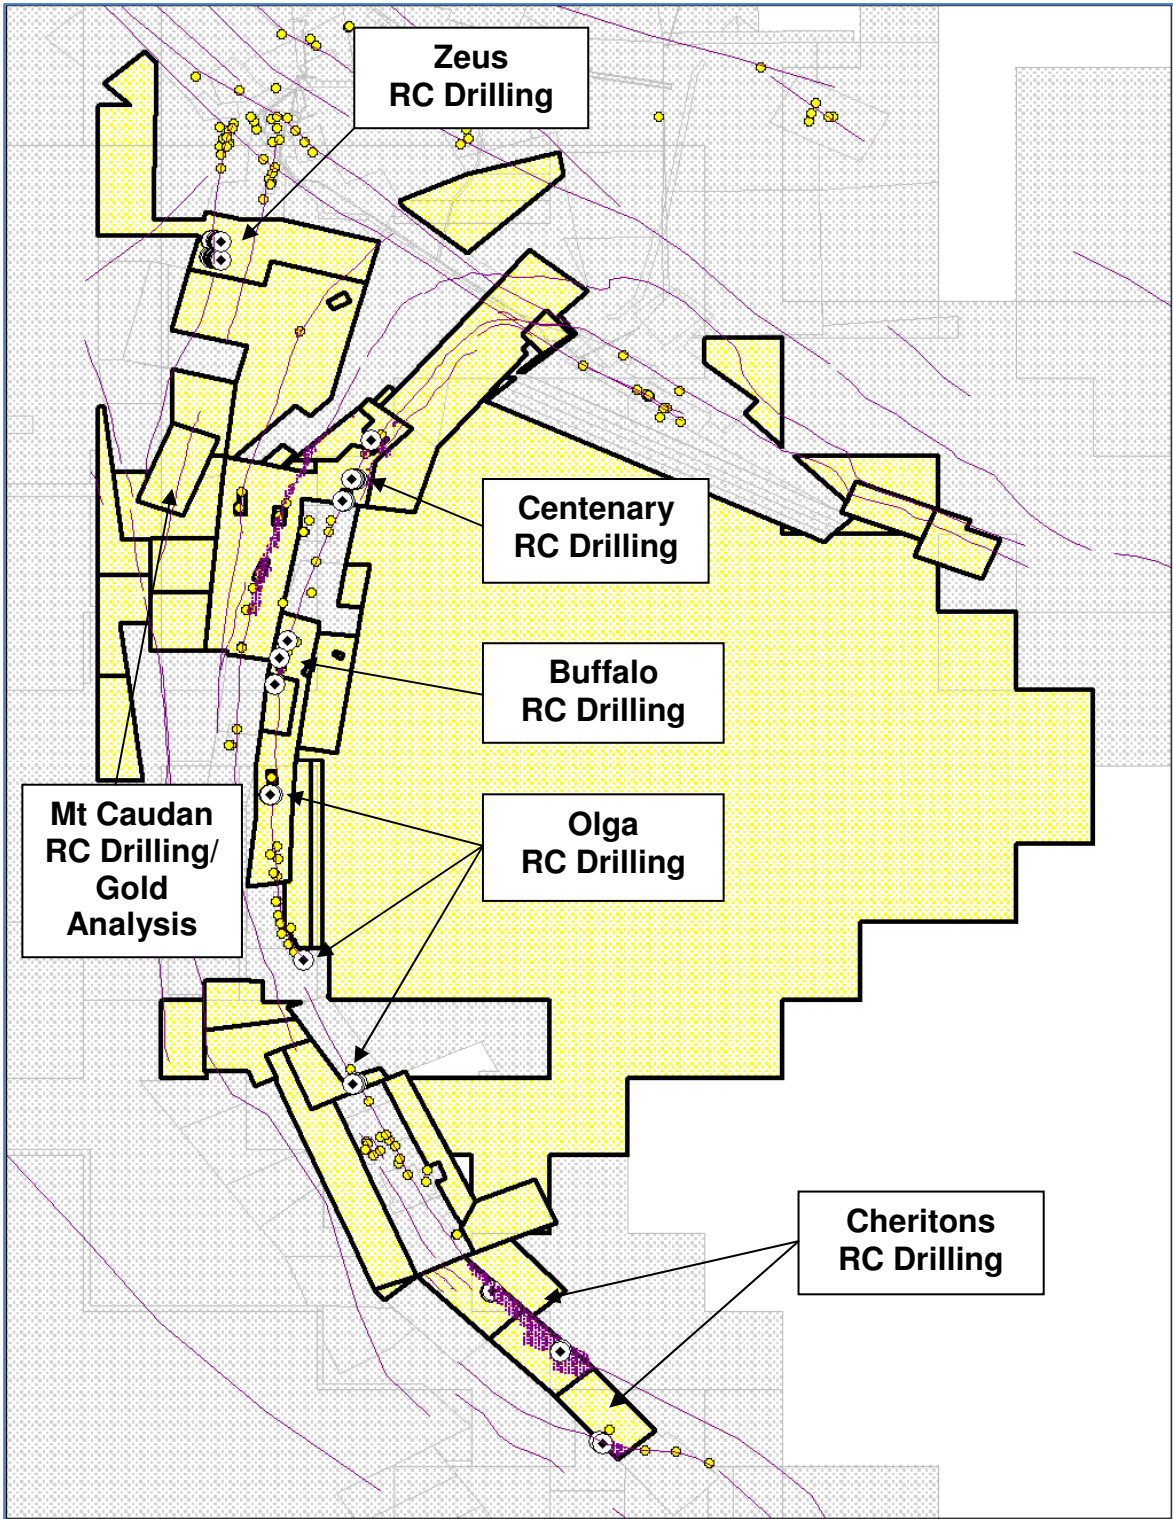 Zeus
RC Drilling
Centenary
RC Drilling
Buffalo
RC Drilling
Mt Caudan
RC Drilling/
Gold
Analysis
Olga
RC Drilling
Cheritons
RC Drilling